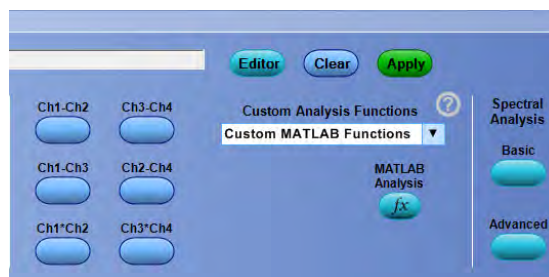 Editor Clear Apply
Ch1-Ch2 Ch3-Ch4
Custom Analysis Functions ?
Custom MATLAB Functions
Spectral
Analysis
Basic
Ch1-Ch3 Ch2-Ch4
MATLAB
Analysis
fx
Ch1*Ch2 Ch3*Ch4
Advanced